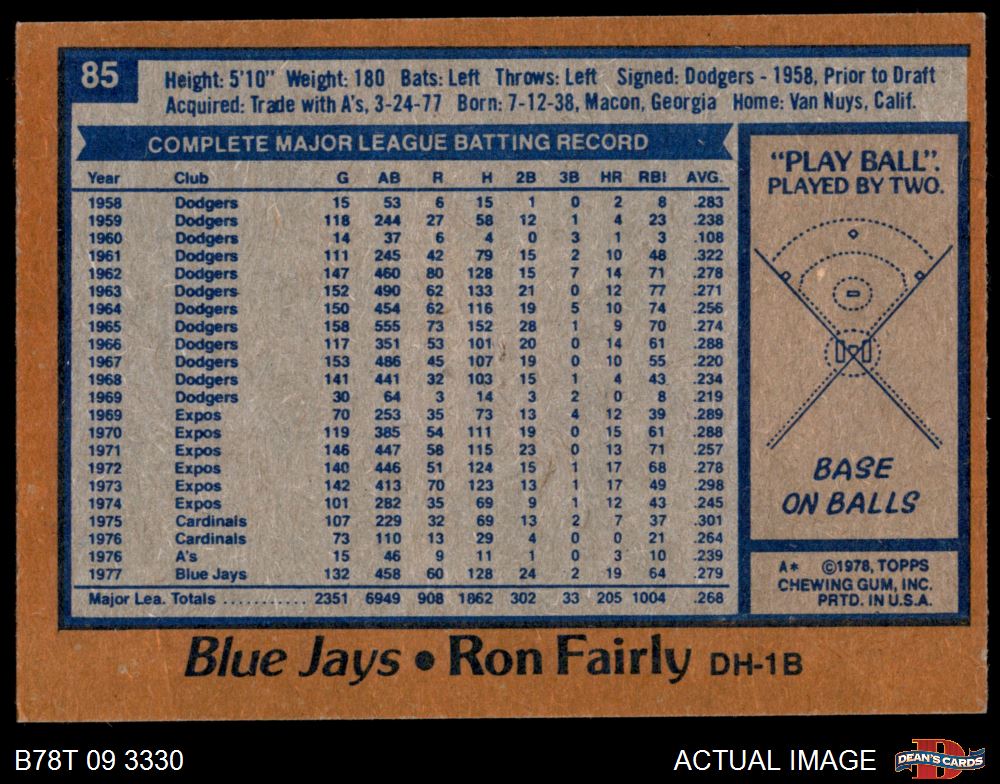 85
Height: 5'10" Weight: 180 Bats: Left Throws: Left Signed: Dodgers - 1958, Prior to Draft
Acquired: Trade with A's, 3-24-77 Born: 7-12-38, Macon, Georgia Home: Van Nuys, Calif.
COMPLETE MAJOR LEAGUE BATTING RECORD
Year Club G AB R H 2B 3B HR RBI AVG.
1958 Dodgers 15 53 6 15 1 0 2 8 .283
1959 Dodgers 118 244 27 58 12 1 4 23 .238
1960 Dodgers 14 37 6 4 0 3 1 3 .108
1961 Dodgers 111 245 42 79 15 2 10 48 .322
1962 Dodgers 147 460 80 128 15 7 14 71 .278
1963 Dodgers 152 490 62 133 21 0 12 77 .271
1964 Dodgers 150 454 62 116 19 5 10 74 .256
1965 Dodgers 158 555 73 152 28 1 9 70 .274
1966 Dodgers 117 351 53 101 20 0 14 61 .288
1967 Dodgers 153 486 45 107 19 0 10 55 .220
1968 Dodgers 141 441 32 103 15 1 4 43 .234
1969 Dodgers 30 64 3 14 3 2 0 8 .219
1969 Expos 70 253 35 73 13 4 12 39 .289
1970 Expos 119 385 54 111 19 0 15 61 .288
1971 Expos 146 447 58 115 23 0 13 71 .257
1972 Expos 140 446 51 124 15 1 17 68 .278
1973 Expos 142 413 70 123 13 1 17 49 .298
1974 Expos 101 282 35 69 9 1 12 43 .245
1975 Cardinals 107 229 32 69 13 2 7 37 .301
1976 Cardinals 73 110 13 29 4 0 0 21 .264
1976 A's 15 46 9 11 1 0 3 10 .239
1977 Blue Jays 132 458 60 128 24 2 19 64 .279
Major Lea. Totals ........... 2351 6949 908 1862 302 33 205 1004 .268
"PLAY BALL".
PLAYED BY TWO.
BASE
ON BALLS
A* ©1978, TOPPS
CHEWING GUM, INC.
PRTD. IN U.S.A.
Blue Jays • Ron Fairly DH-1B
B78T 09 3330 ACTUAL IMAGE DEAN'S CARDS